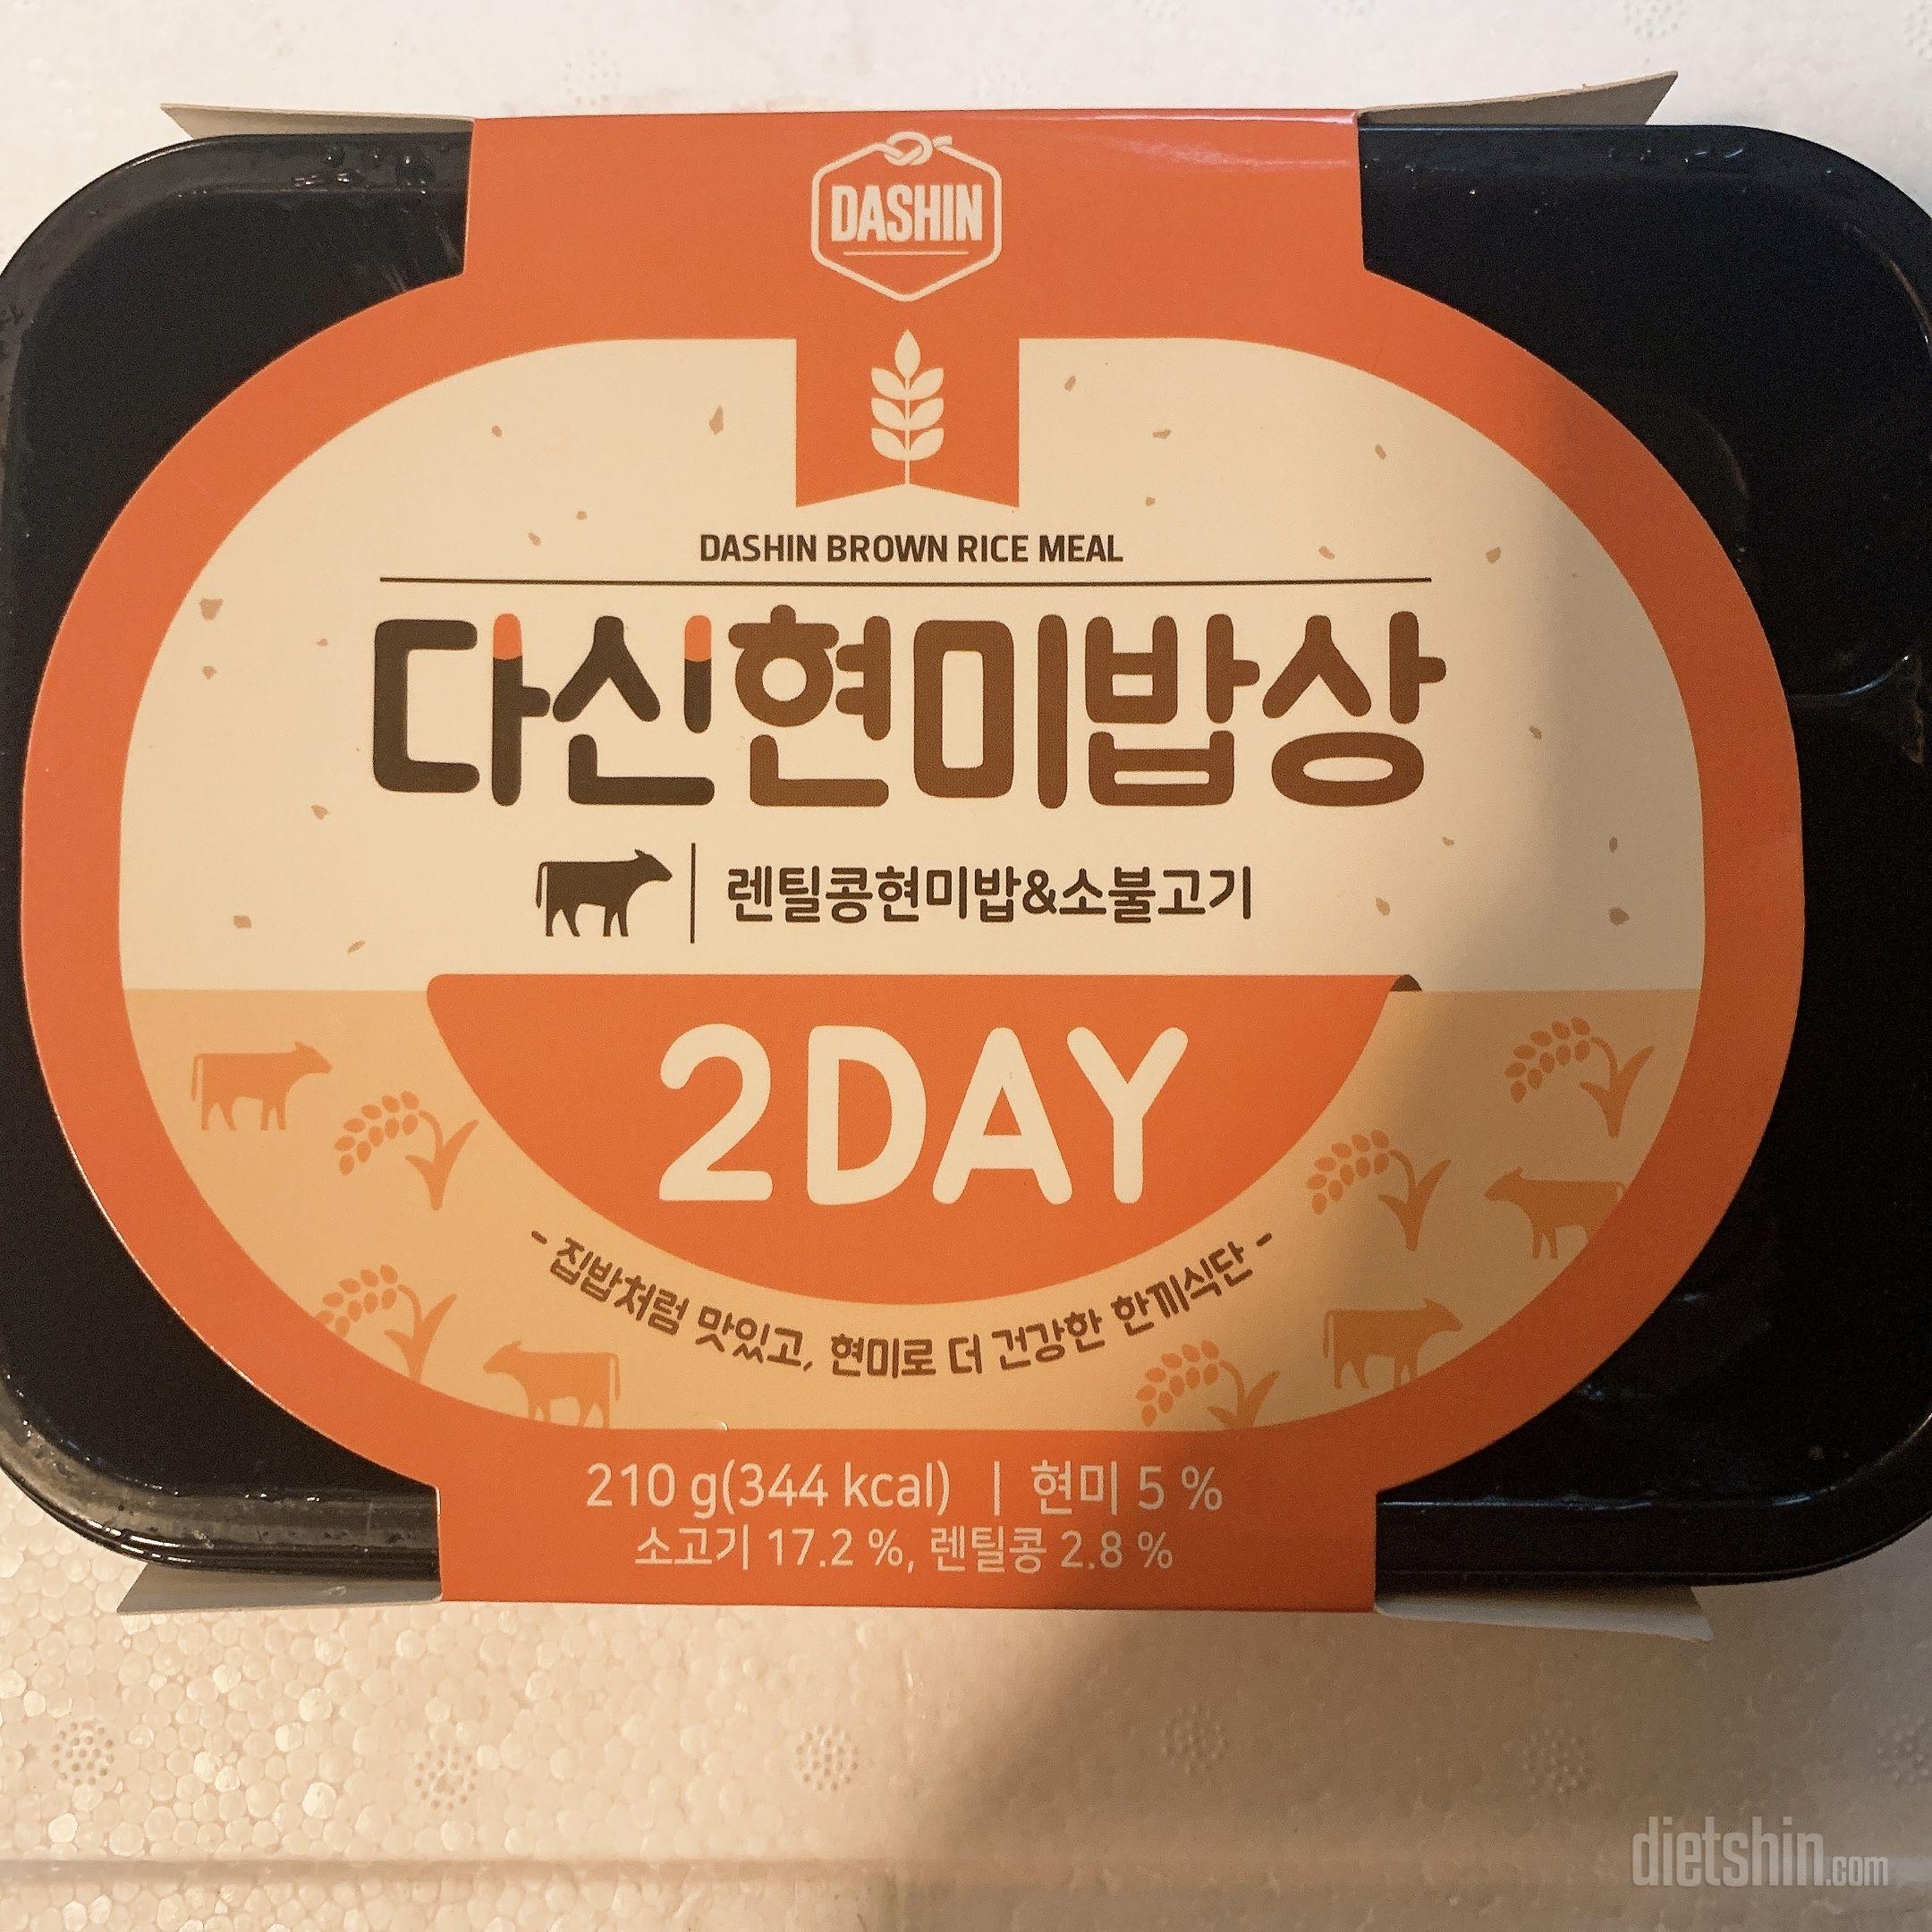 DASHIN
DASHIN BROWN RICE MEAL
다신현미밥상
렌틸콩현미밥&소불고기
2DAY
- 집밥처럼 맛있고, 현미로 더 건강한 한끼식단 -
210 g(344 kcal) | 현미 5 %
소고기 17.2 %, 렌틸콩 2.8 %
dietshin.com